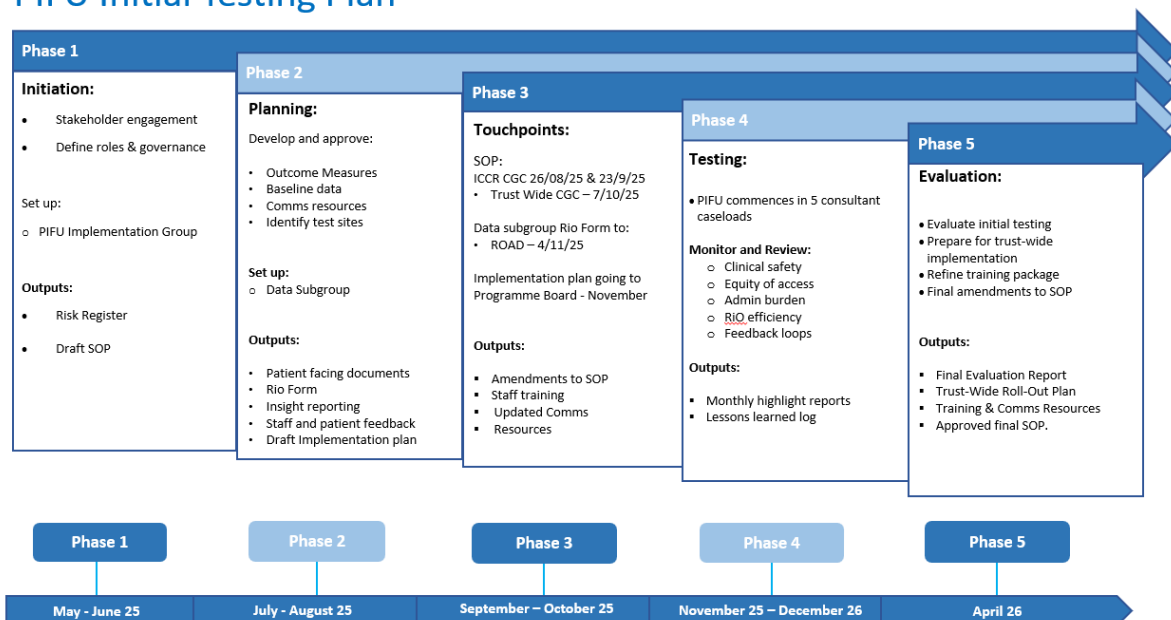 PIFU Initial Testing Plan
Phase 1
Initiation:
• Stakeholder engagement
• Define roles & governance
Set up:
o PIFU Implementation Group
Outputs:
• Risk Register
• Draft SOP
Phase 2
Planning:
Develop and approve:
• Outcome Measures
• Baseline data
• Comms resources
• Identify test sites
Set up:
o Data Subgroup
Outputs:
• Patient facing documents
• Rio Form
• Insight reporting
• Staff and patient feedback
• Draft Implementation plan
Phase 3
Touchpoints:
SOP:
ICCR CGC 26/08/25 & 23/9/25
• Trust Wide CGC – 7/10/25
Data subgroup Rio Form to:
• ROAD – 4/11/25
Implementation plan going to
Programme Board - November
Outputs:
▪ Amendments to SOP
▪ Staff training
▪ Updated Comms
▪ Resources
Phase 4
Testing:
• PIFU commences in 5 consultant
caseloads
Monitor and Review:
o Clinical safety
o Equity of access
o Admin burden
o RiO efficiency
o Feedback loops
Outputs:
▪ Monthly highlight reports
▪ Lessons learned log
Phase 5
Evaluation:
• Evaluate initial testing
• Prepare for trust-wide
implementation
• Refine training package
• Final amendments to SOP
Outputs:
▪ Final Evaluation Report
▪ Trust-Wide Roll-Out Plan
▪ Training & Comms Resources
▪ Approved final SOP.
Phase 1
Phase 2
Phase 3
Phase 4
Phase 5
May - June 25
July - August 25
September – October 25
November 25 – December 26
April 26